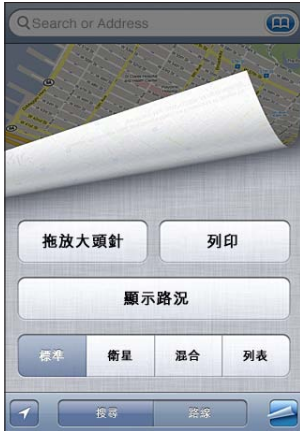 Search or Address
拖放大頭針 列印
顯示路況
標準 衛星 混合 列表
搜尋 路線